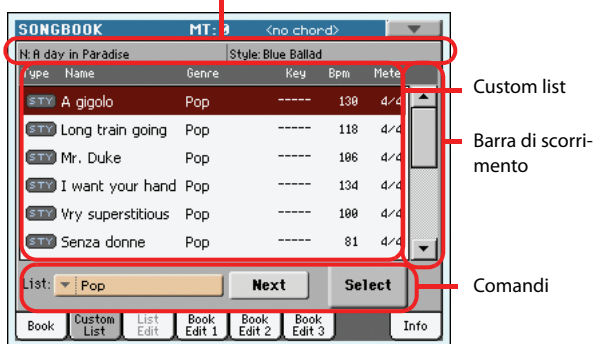 SONGBOOK MT: 0 <no chord>
N: A day in Paradise Style: Blue Ballad
Type Name Genre Key Bpm Mete
STY A gigolo Pop ----- 130 4/4
STY Long train going Pop ----- 118 4/4
STY Mr. Duke Pop ----- 106 4/4
STY I want your hand Pop ----- 134 4/4
STY Vry superstitious Pop ----- 100 4/4
STY Senza donne Pop ----- 81 4/4
List: Pop Next Select
Book Custom List List Edit Book Edit 1 Book Edit 2 Book Edit 3 Info
Custom list
Barra di scorri-
mento
Comandi